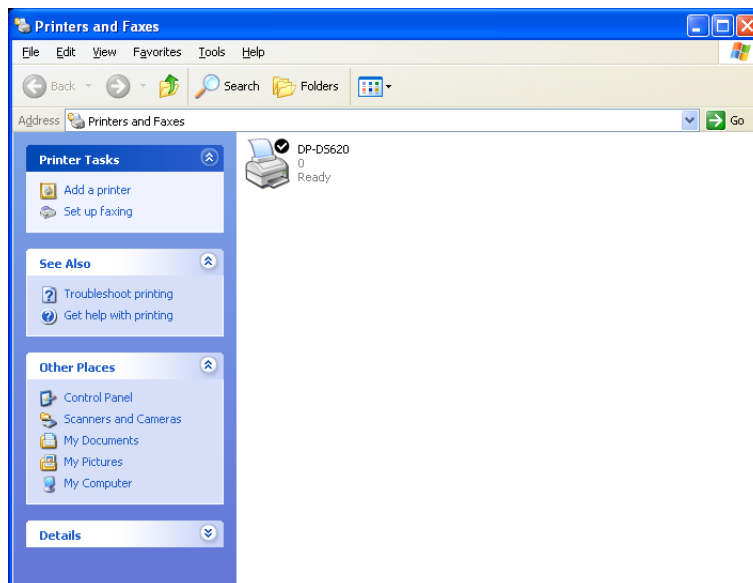 Printers and Faxes
File Edit View Favorites Tools Help
Back Search Folders
Address Printers and Faxes Go
Printer Tasks
Add a printer
Set up faxing
See Also
Troubleshoot printing
Get help with printing
Other Places
Control Panel
Scanners and Cameras
My Documents
My Pictures
My Computer
Details
DP-DS620
0
Ready